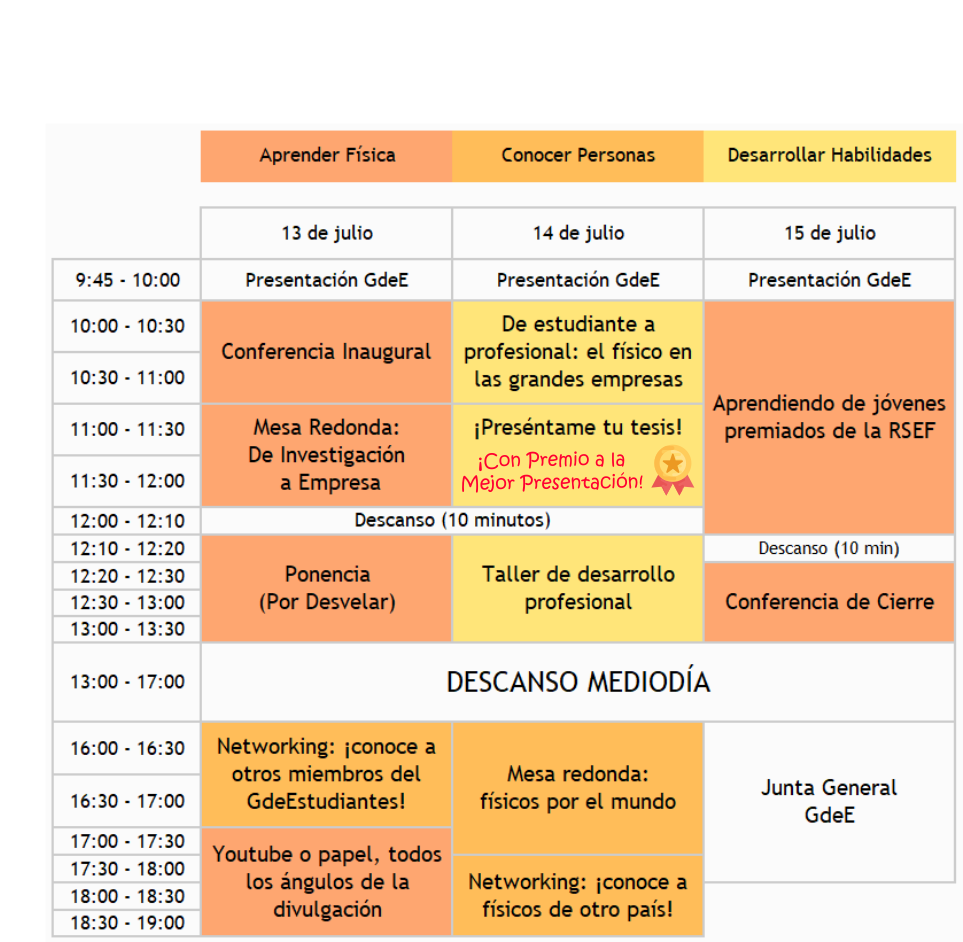 Aprender Física
Conocer Personas
Desarrollar Habilidades
13 de julio
14 de julio
15 de julio
9:45 - 10:00
Presentación GdeE
Presentación GdeE
Presentación GdeE
10:00 - 10:30
10:30 - 11:00
Conferencia Inaugural
De estudiante a
profesional: el físico en
las grandes empresas
Aprendiendo de jóvenes
premiados de la RSEF
11:00 - 11:30
11:30 - 12:00
Mesa Redonda:
De Investigación
a Empresa
¡Preséntame tu tesis!
¡Con Premio a la
Mejor Presentación!
12:00 - 12:10
Descanso (10 minutos)
12:10 - 12:20
Descanso (10 min)
12:20 - 12:30
12:30 - 13:00
13:00 - 13:30
Ponencia
(Por Desvelar)
Taller de desarrollo
profesional
Conferencia de Cierre
13:00 - 17:00
DESCANSO MEDIODÍA
16:00 - 16:30
16:30 - 17:00
Networking: ¡conoce a
otros miembros del
GdeEstudiantes!
Mesa redonda:
físicos por el mundo
Junta General
GdeE
17:00 - 17:30
17:30 - 18:00
18:00 - 18:30
18:30 - 19:00
Youtube o papel, todos
los ángulos de la
divulgación
Networking: ¡conoce a
físicos de otro país!